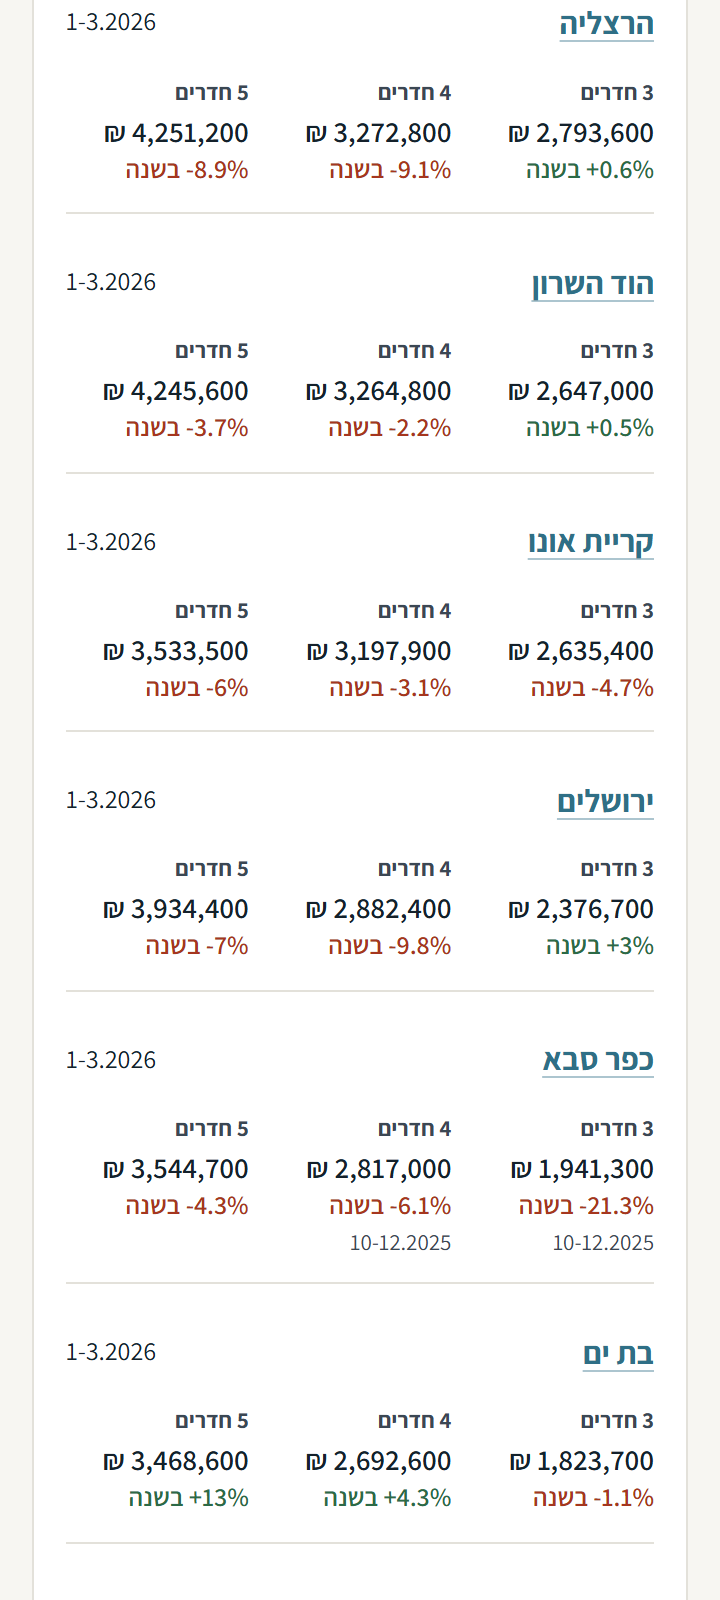 הרצליה 1-3.2026
3 חדרים 4 חדרים 5 חדרים
2,793,600 ₪ 3,272,800 ₪ 4,251,200 ₪
+0.6% בשנה -9.1% בשנה -8.9% בשנה
הוד השרון 1-3.2026
3 חדרים 4 חדרים 5 חדרים
2,647,000 ₪ 3,264,800 ₪ 4,245,600 ₪
+0.5% בשנה -2.2% בשנה -3.7% בשנה
קריית אונו 1-3.2026
3 חדרים 4 חדרים 5 חדרים
2,635,400 ₪ 3,197,900 ₪ 3,533,500 ₪
-4.7% בשנה -3.1% בשנה -6% בשנה
ירושלים 1-3.2026
3 חדרים 4 חדרים 5 חדרים
2,376,700 ₪ 2,882,400 ₪ 3,934,400 ₪
+3% בשנה -9.8% בשנה -7% בשנה
כפר סבא 1-3.2026
3 חדרים 4 חדרים 5 חדרים
1,941,300 ₪ 2,817,000 ₪ 3,544,700 ₪
-21.3% בשנה -6.1% בשנה -4.3% בשנה
10-12.2025 10-12.2025
בת ים 1-3.2026
3 חדרים 4 חדרים 5 חדרים
1,823,700 ₪ 2,692,600 ₪ 3,468,600 ₪
-1.1% בשנה +4.3% בשנה +13% בשנה